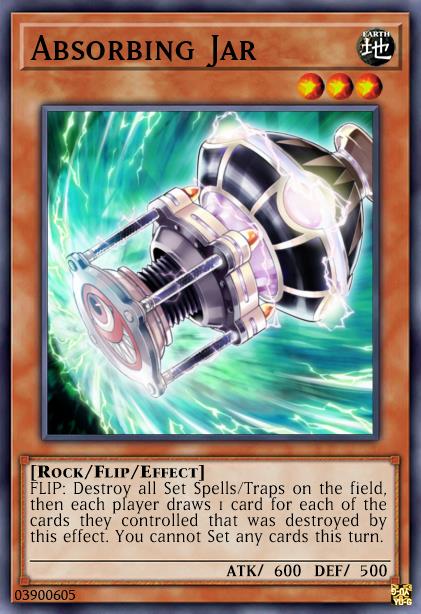 Absorbing Jar
EARTH
地
[Rock/Flip/Effect]
FLIP: Destroy all Set Spells/Traps on the field,
then each player draws 1 card for each of the
cards they controlled that was destroyed by
this effect. You cannot Set any cards this turn.
ATK/ 600 DEF/ 500
03900605